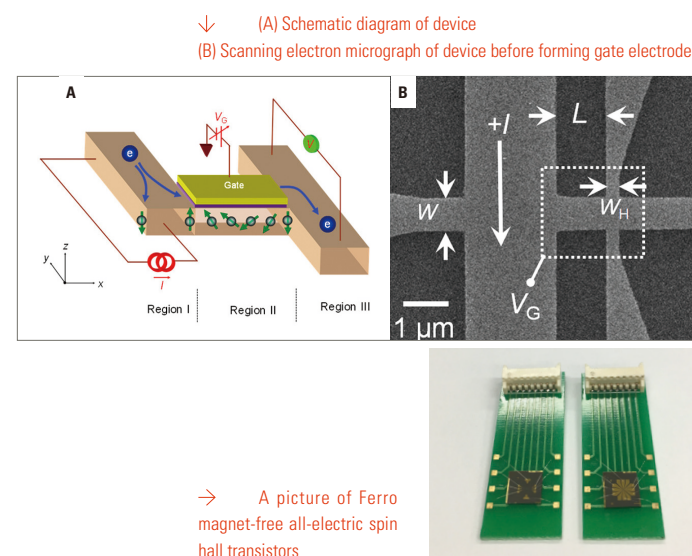 ↓ (A) Schematic diagram of device
(B) Scanning electron micrograph of device before forming gate electrode
A
V_G
e
V
Gate
e
z
y
x
I
Region I
Region II
Region III
B
+I
L
W
W_H
V_G
1 μm
→ A picture of Ferro
magnet-free all-electric spin
hall transistors